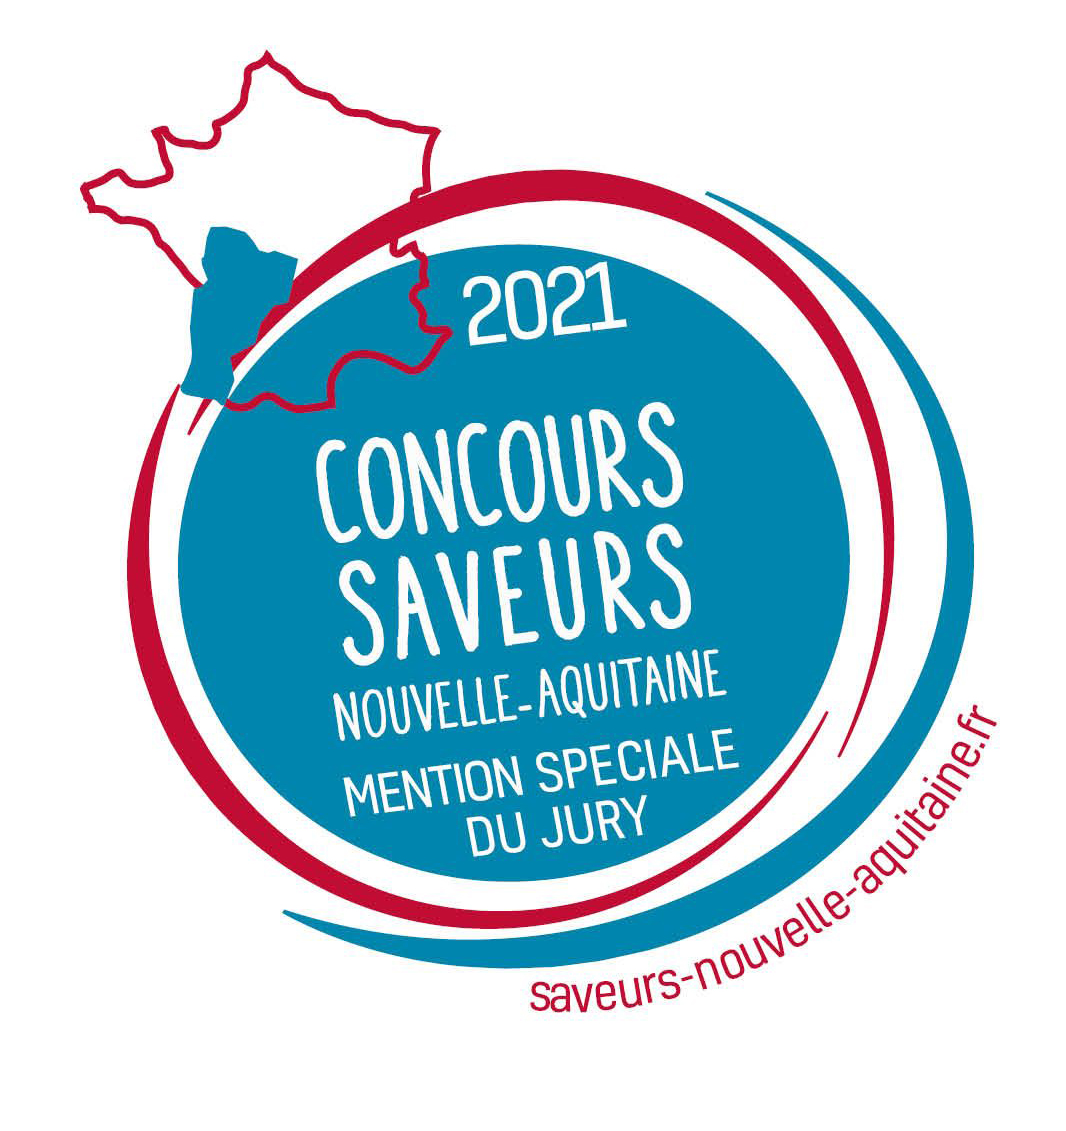 2021
CONCOURS
SAVEURS
NOUVELLE-AQUITAINE
MENTION SPECIALE
DU JURY
saveurs-nouvelle-aquitaine.fr